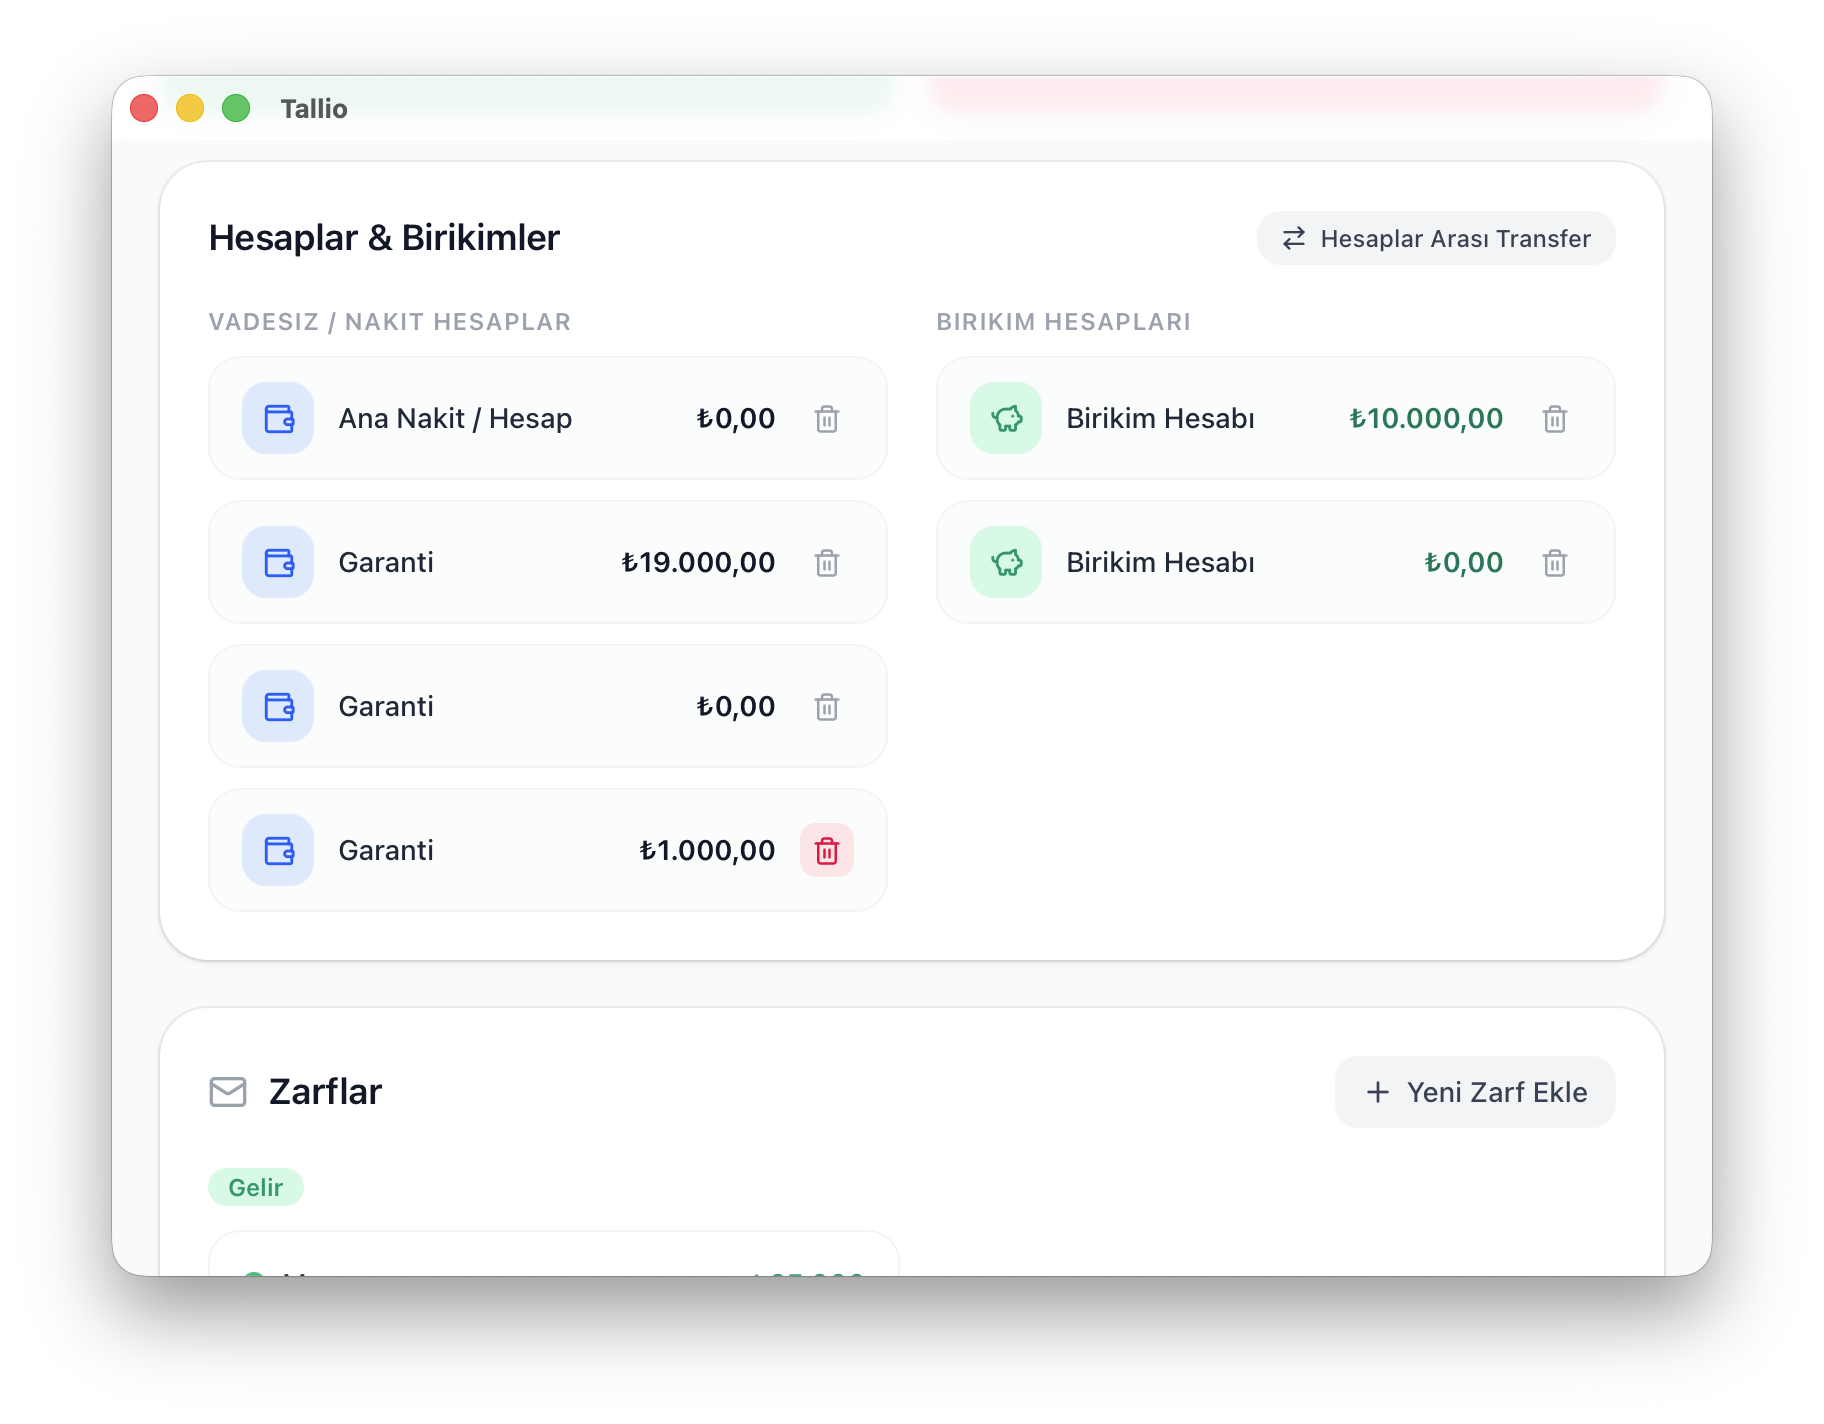 Tallio
Hesaplar & Birikimler
Hesaplar Arası Transfer
VADESIZ / NAKIT HESAPLAR
Ana Nakit / Hesap ₺0,00
Garanti ₺19.000,00
Garanti ₺0,00
Garanti ₺1.000,00
BIRIKIM HESAPLARI
Birikim Hesabı ₺10.000,00
Birikim Hesabı ₺0,00
Zarflar
Yeni Zarf Ekle
Gelir